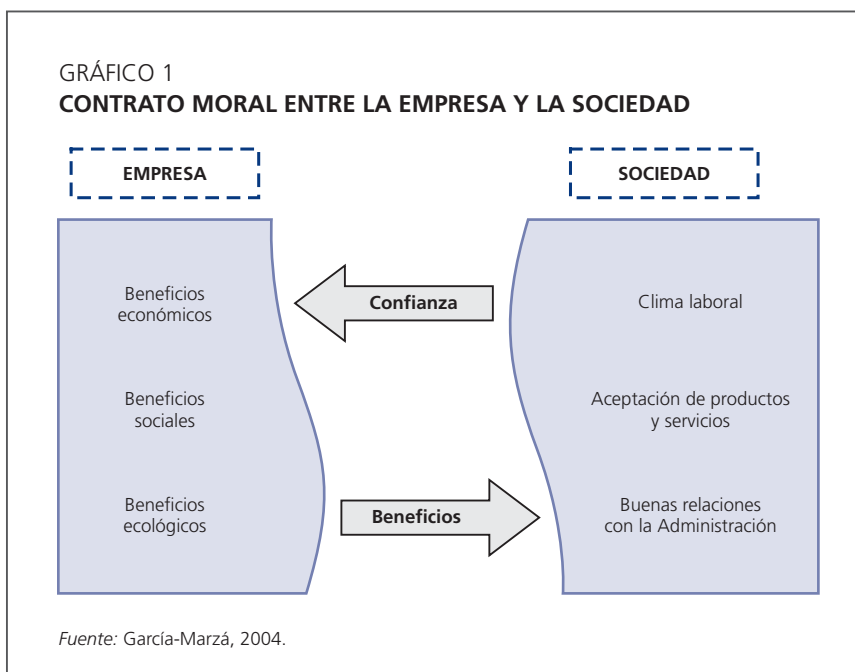 GRÁFICO 1
CONTRATO MORAL ENTRE LA EMPRESA Y LA SOCIEDAD
EMPRESA
SOCIEDAD
Beneficios
económicos
Confianza
Clima laboral
Beneficios
sociales
Aceptación de productos
y servicios
Beneficios
ecológicos
Beneficios
Buenas relaciones
con la Administración
Fuente: García-Marzá, 2004.